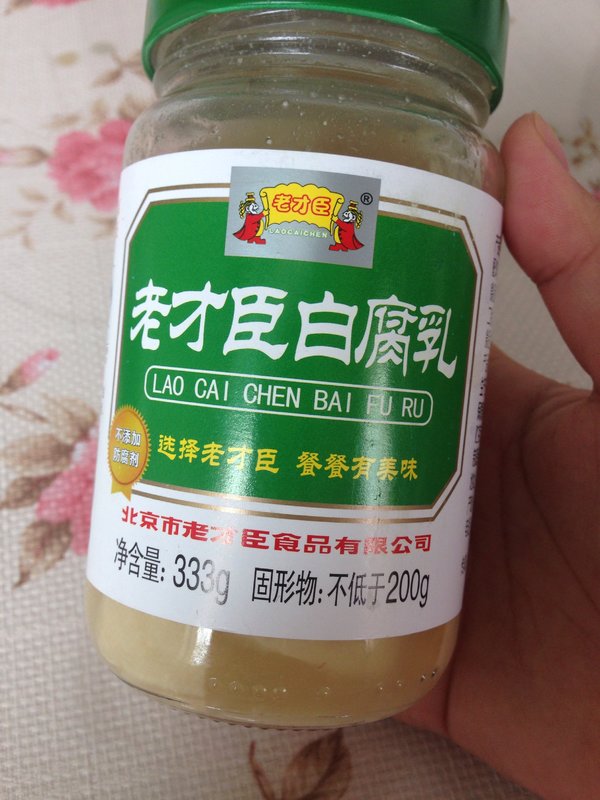 老才臣
LAOCAICHEN
®
老才臣白腐乳
LAO CAI CHEN BAI FU RU
不添加
防腐剂
选择老才臣 餐餐有美味
北京市老才臣食品有限公司
净含量: 333g 固形物: 不低于200g